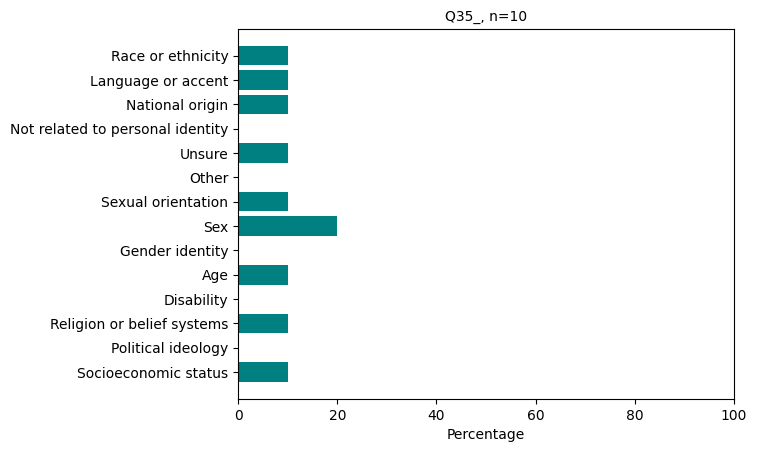 Q35_, n=10
Race or ethnicity
Language or accent
National origin
Not related to personal identity
Unsure
Other
Sexual orientation
Sex
Gender identity
Age
Disability
Religion or belief systems
Political ideology
Socioeconomic status
0 20 40 60 80 100
Percentage